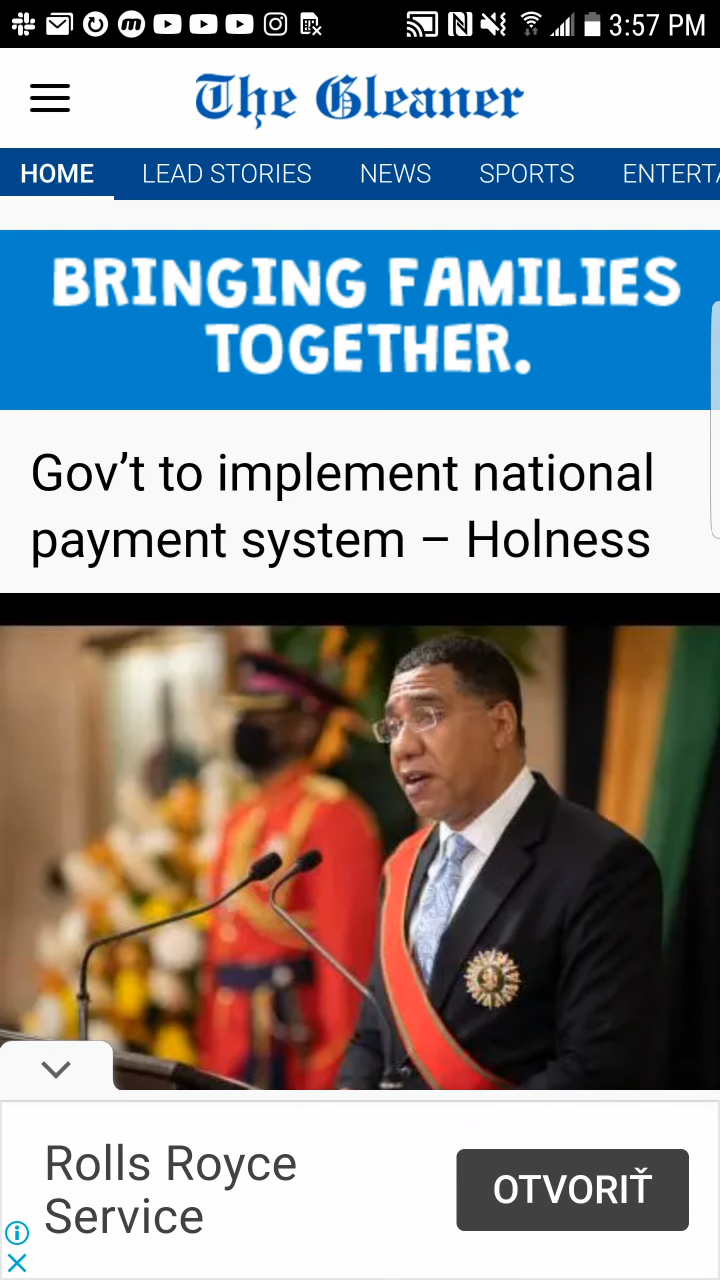 3:57 PM
The Gleaner
HOME LEAD STORIES NEWS SPORTS ENTERTA
BRINGING FAMILIES
TOGETHER.
Gov’t to implement national
payment system – Holness
Rolls Royce
Service
OTVORIŤ